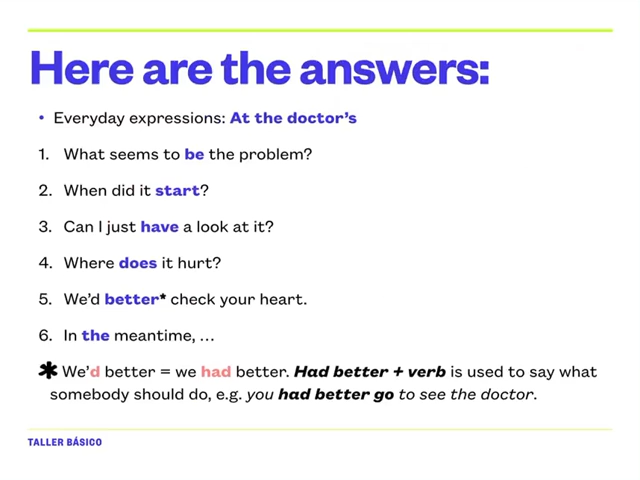 Here are the answers:
• Everyday expressions: At the doctor's
1. What seems to be the problem?
2. When did it start?
3. Can I just have a look at it?
4. Where does it hurt?
5. We'd better* check your heart.
6. In the meantime, ...
* We'd better = we had better. Had better + verb is used to say what
somebody should do, e.g. you had better go to see the doctor.
TALLER BÁSICO